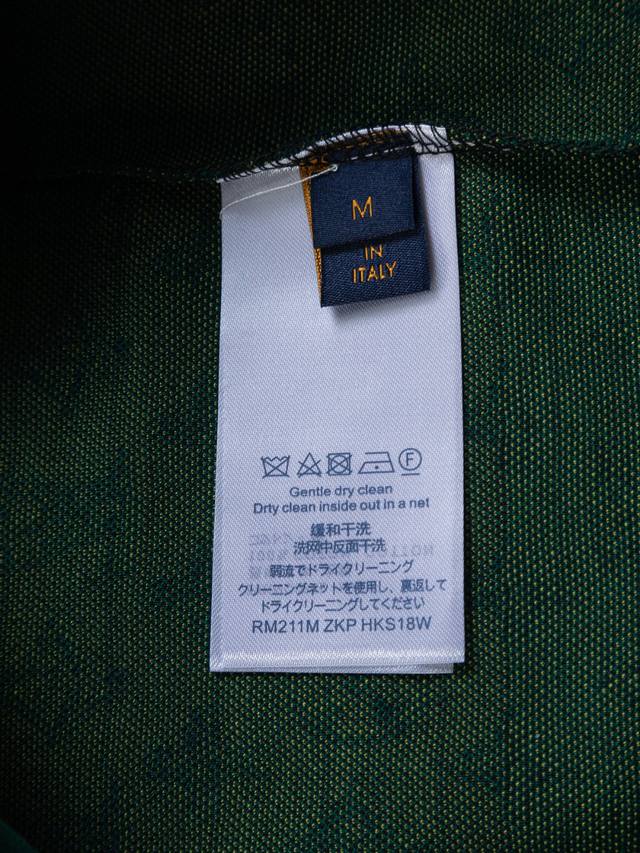 M
IN
ITALY
F
Gentle dry clean
Drty clean inside out in a net
缓和干洗
洗网中反面干洗
弱流でドライクリーニング
クリーニングネットを使用し、裏返して
ドライクリーニングしてください
RM211M ZKP HKS18W